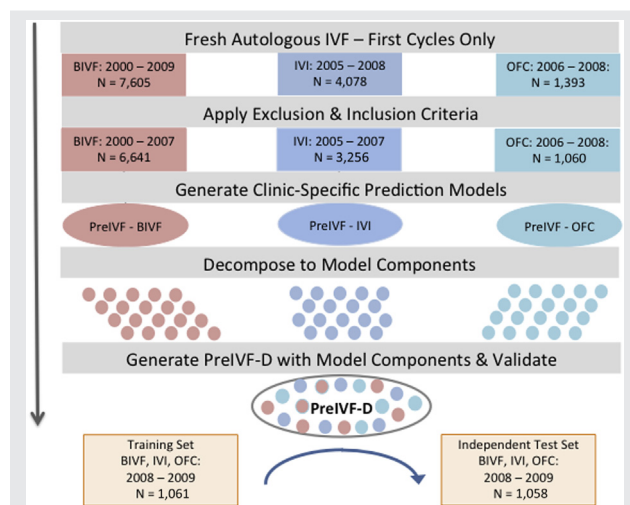 Fresh Autologous IVF – First Cycles Only
BIVF: 2000 – 2009
N = 7,605
IVI: 2005 – 2008
N = 4,078
OFC: 2006 – 2008:
N = 1,393
Apply Exclusion & Inclusion Criteria
BIVF: 2000 – 2007
N = 6,641
IVI: 2005 – 2007
N = 3,256
OFC: 2006 – 2008:
N = 1,060
Generate Clinic-Specific Prediction Models
PreIVF - BIVF
PreIVF - IVI
PreIVF - OFC
Decompose to Model Components
Generate PreIVF-D with Model Components & Validate
PreIVF-D
Training Set
BIVF, IVI, OFC:
2008 – 2009
N = 1,061
Independent Test Set
BIVF, IVI, OFC:
2008 – 2009
N = 1,058